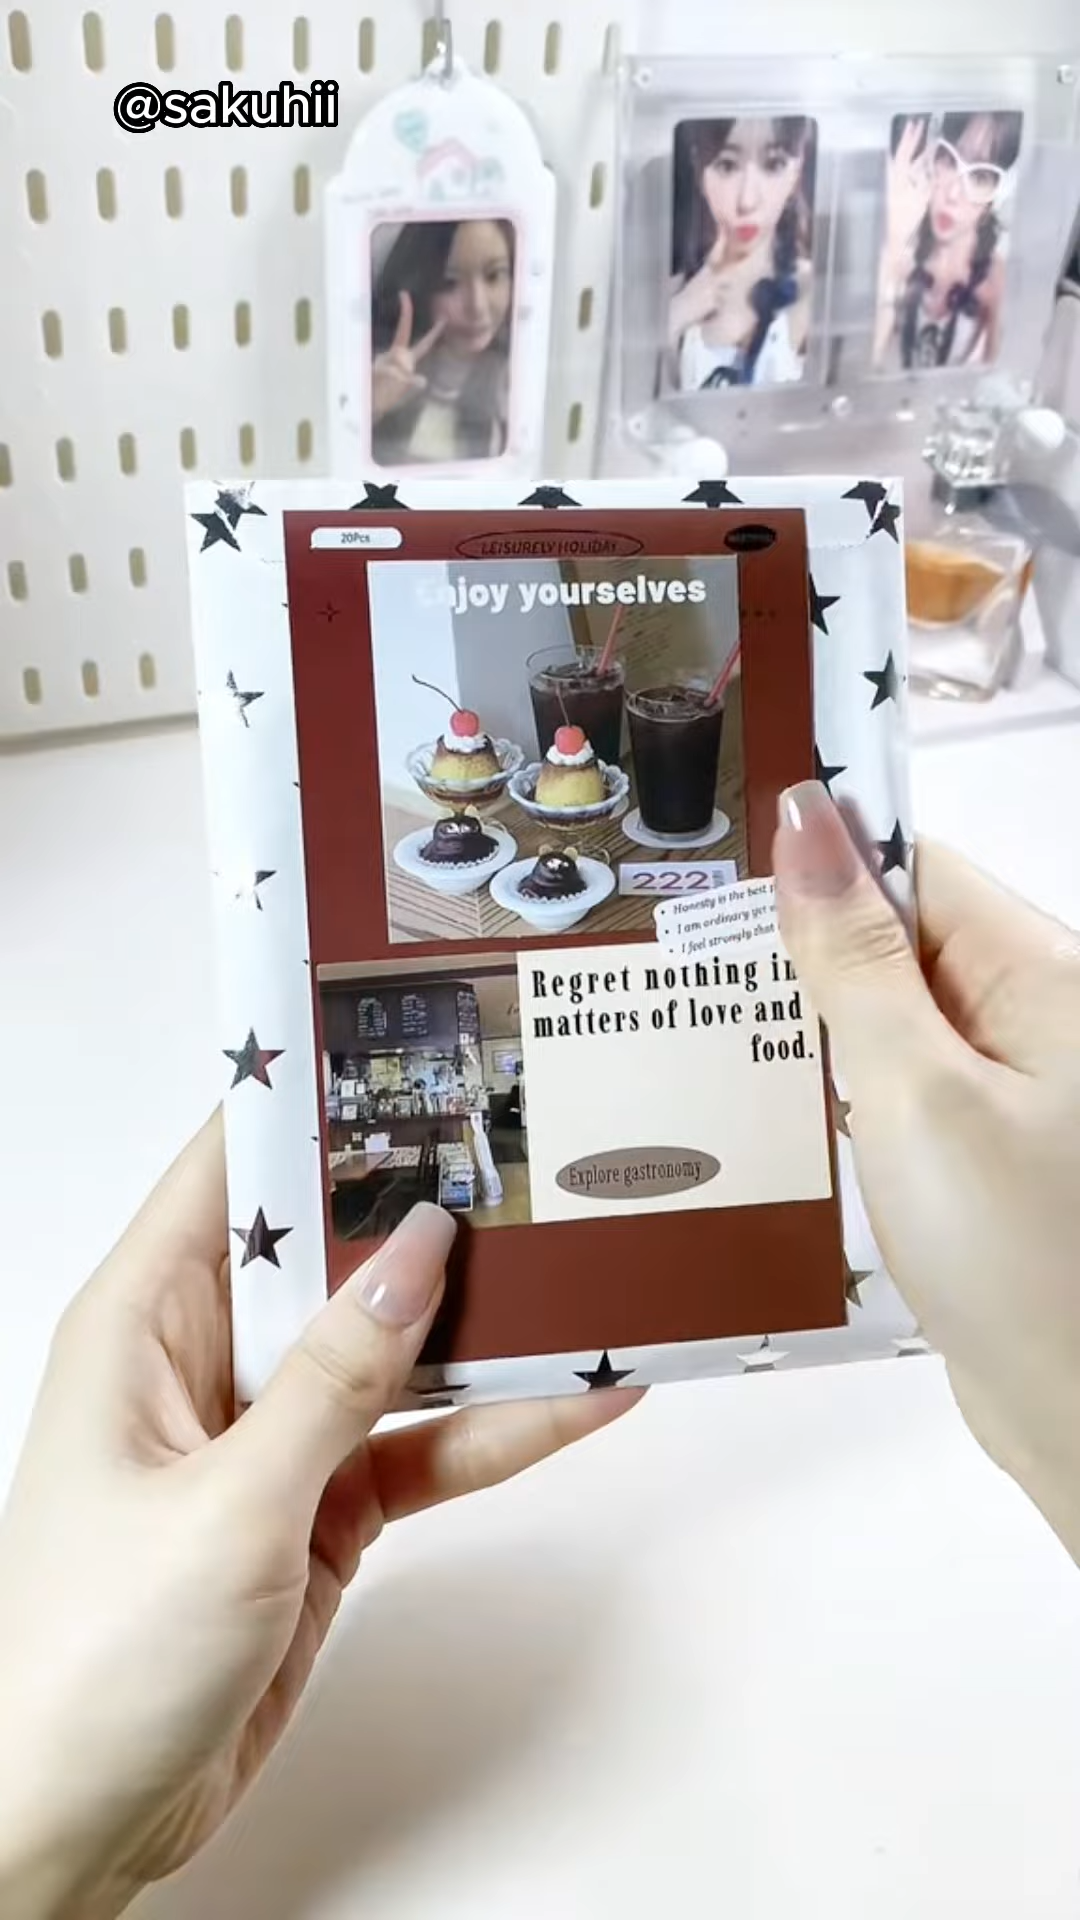 @sakuhii
20Pcs
LEISURELY HOLIDAY
Enjoy yourselves
222
• Honesty is the best
• I am ordinary yet
• I feel strongly that
Regret nothing in
matters of love and
food.
Explore gastronomy